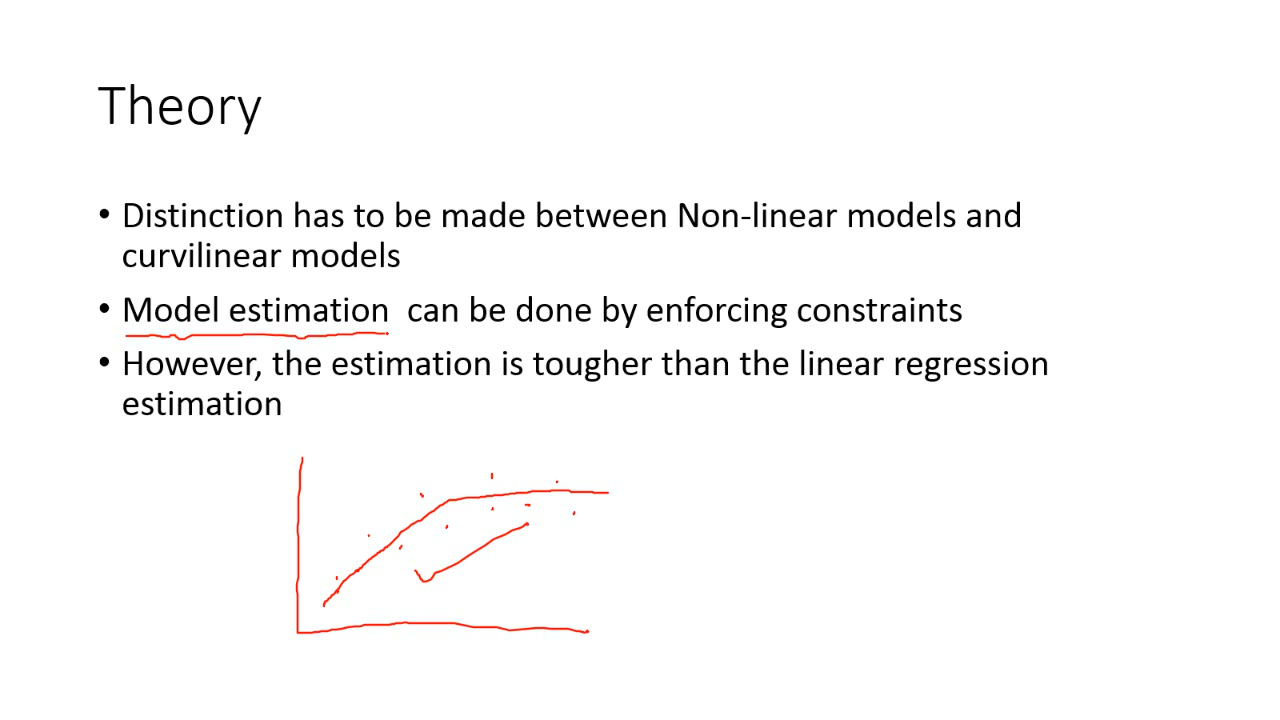 Theory
• Distinction has to be made between Non-linear models and
curvilinear models
• Model estimation  can be done by enforcing constraints
• However, the estimation is tougher than the linear regression
estimation